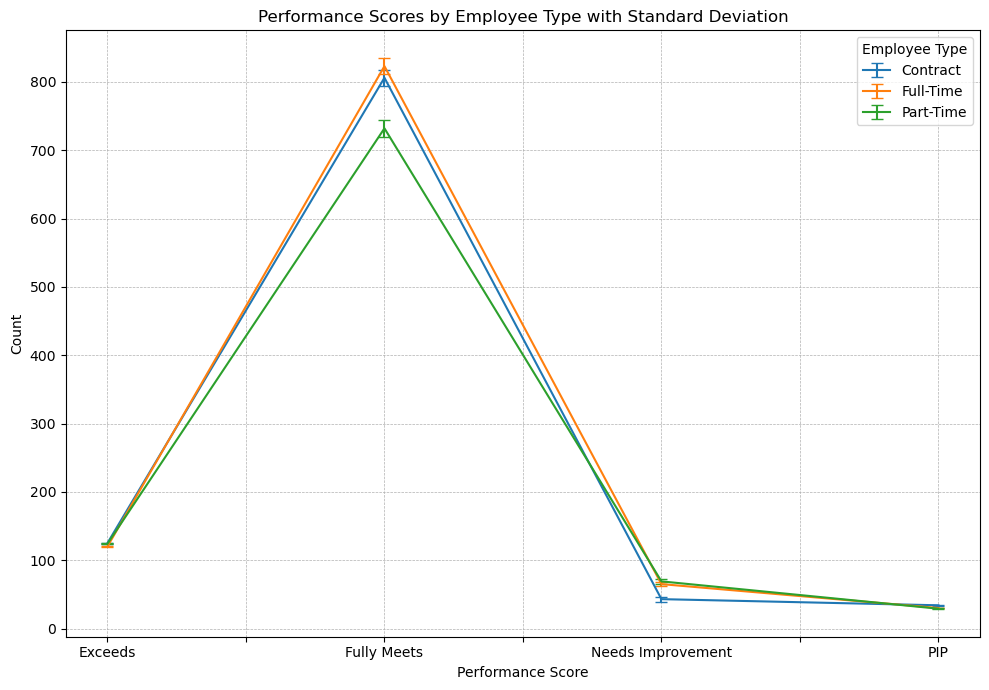 Performance Scores by Employee Type with Standard Deviation
Employee Type
Contract
Full-Time
Part-Time
Count
800
700
600
500
400
300
200
100
0
Exceeds
Fully Meets
Needs Improvement
PIP
Performance Score